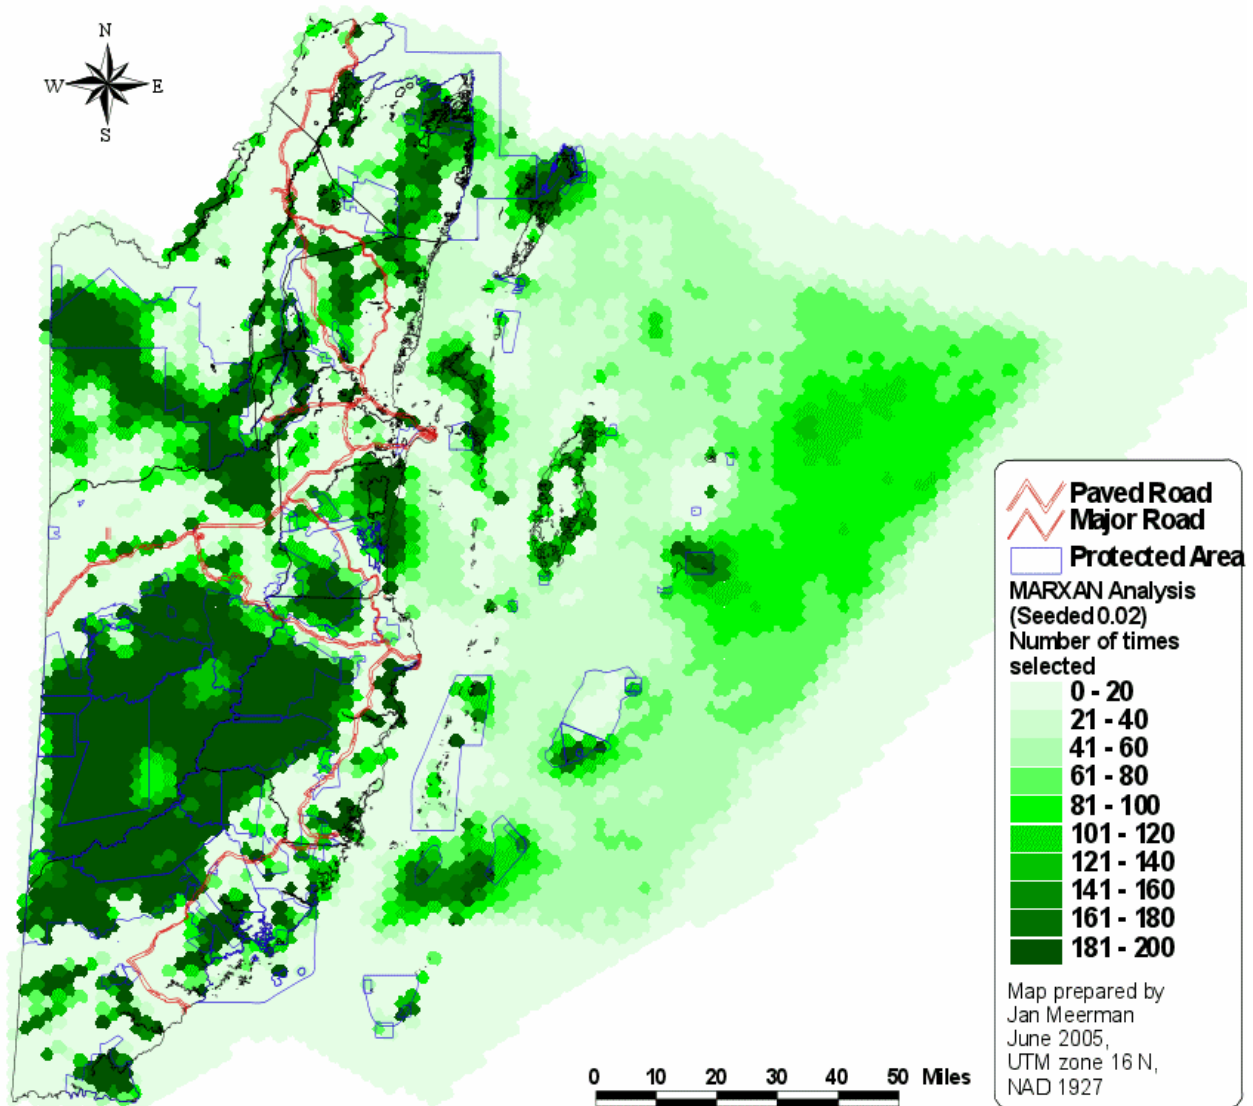 N
W E
S
Paved Road
Major Road
Protected Area
MARXAN Analysis
(Seeded 0.02)
Number of times
selected
0 - 20
21 - 40
41 - 60
61 - 80
81 - 100
101 - 120
121 - 140
141 - 160
161 - 180
181 - 200
Map prepared by
Jan Meerman
June 2005,
UTM zone 16 N,
NAD 1927
0 10 20 30 40 50 Miles